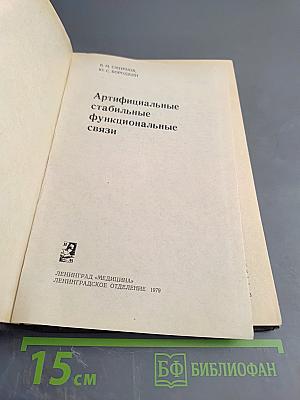 В. М. СМИРНОВ,
Ю. С. БОРОДКИН
Артифициальные
стабильные
функциональные
связи
ЛЕНИНГРАД «МЕДИЦИНА»
ЛЕНИНГРАДСКОЕ ОТДЕЛЕНИЕ 1979
15 см
БФ БИБЛИОФАН